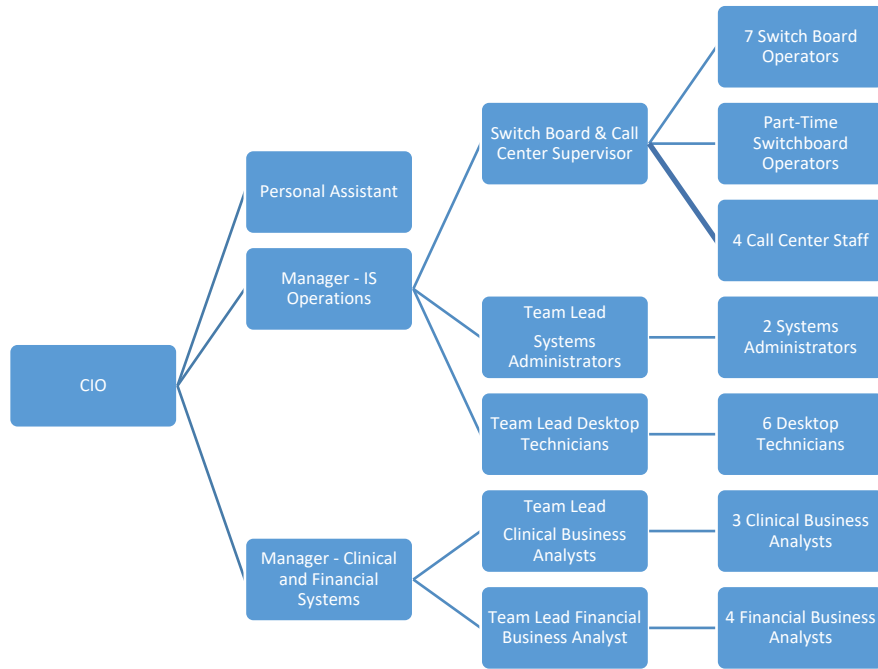 CIO
Personal Assistant
Manager - IS
Operations
Manager - Clinical
and Financial
Systems
Switch Board & Call
Center Supervisor
Team Lead
Systems
Administrators
Team Lead Desktop
Technicians
Team Lead
Clinical Business
Analysts
Team Lead Financial
Business Analyst
7 Switch Board
Operators
Part-Time
Switchboard
Operators
4 Call Center Staff
2 Systems
Administrators
6 Desktop
Technicians
3 Clinical Business
Analysts
4 Financial Business
Analysts